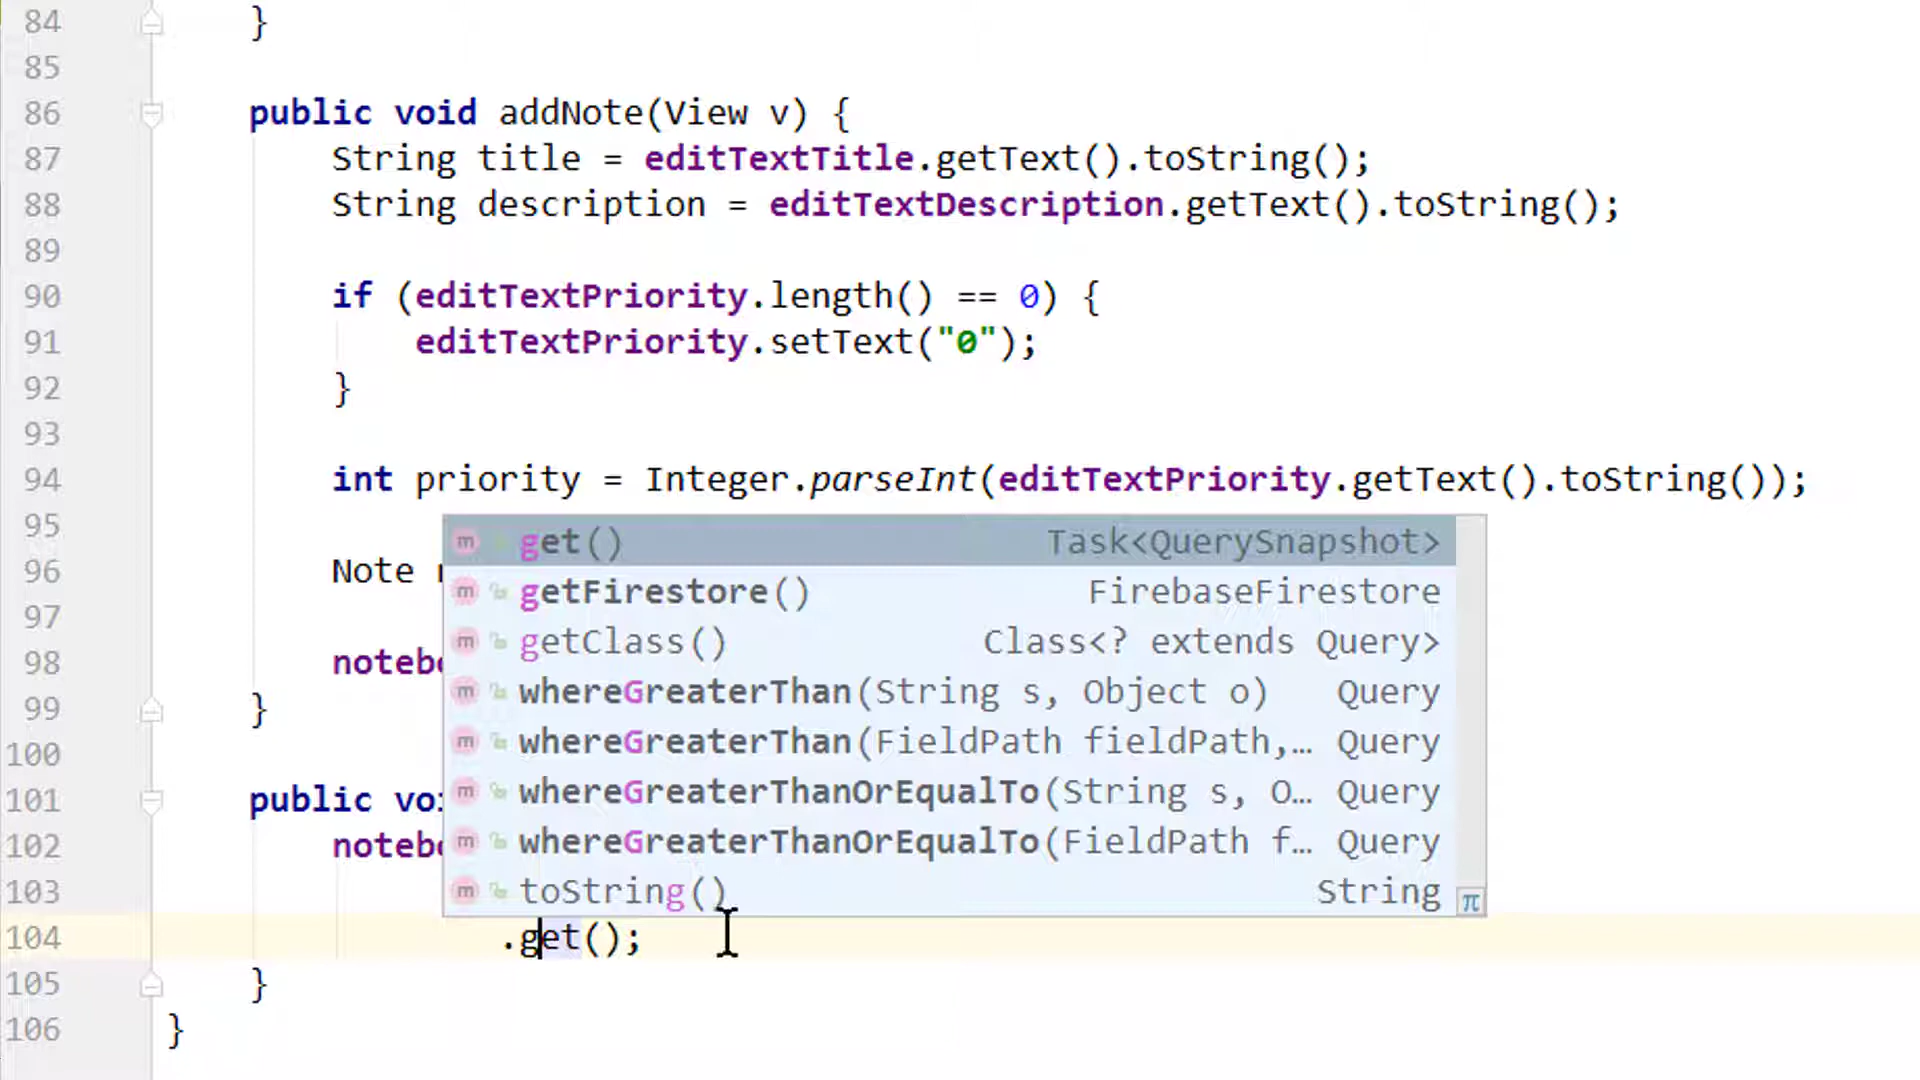 84 }
85
86 public void addNote(View v) {
87 String title = editTextTitle.getText().toString();
88 String description = editTextDescription.getText().toString();
89
90 if (editTextPriority.length() == 0) {
91 editTextPriority.setText("0");
92 }
93
94 int priority = Integer.parseInt(editTextPriority.getText().toString());
95
m get() Task<QuerySnapshot>
96 Note
m getFirestore() FirebaseFirestore
97
m getClass() Class<? extends Query>
98 notebo
m whereGreaterThan(String s, Object o) Query
99 }
m whereGreaterThan(FieldPath fieldPath,… Query
100
m whereGreaterThanOrEqualTo(String s, O… Query
101 public voi
m whereGreaterThanOrEqualTo(FieldPath f… Query
102 notebo
m toString() String π
103
104 .get();
105 }
106 }